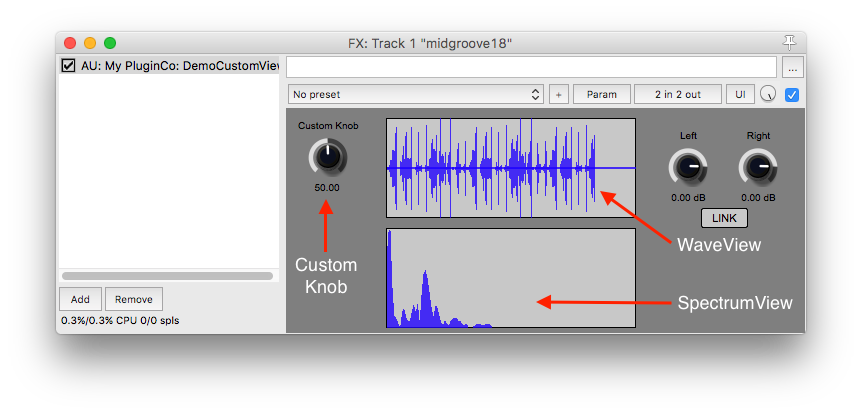 FX: Track 1 "midgroove18"
AU: My PluginCo: DemoCustomView
...
No preset
+
Param
2 in 2 out
UI
Custom Knob
50.00
Left
Right
0.00 dB
0.00 dB
LINK
WaveView
Custom
Knob
SpectrumView
Add
Remove
0.3%/0.3% CPU 0/0 spls